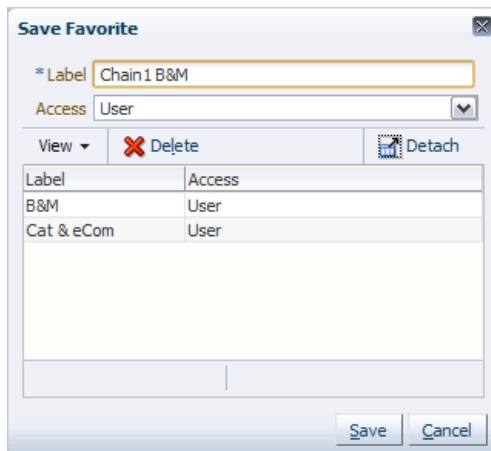 Save Favorite
* Label Chain1 B&M
Access User
View Delete Detach
Label Access
B&M User
Cat & eCom User
Save Cancel